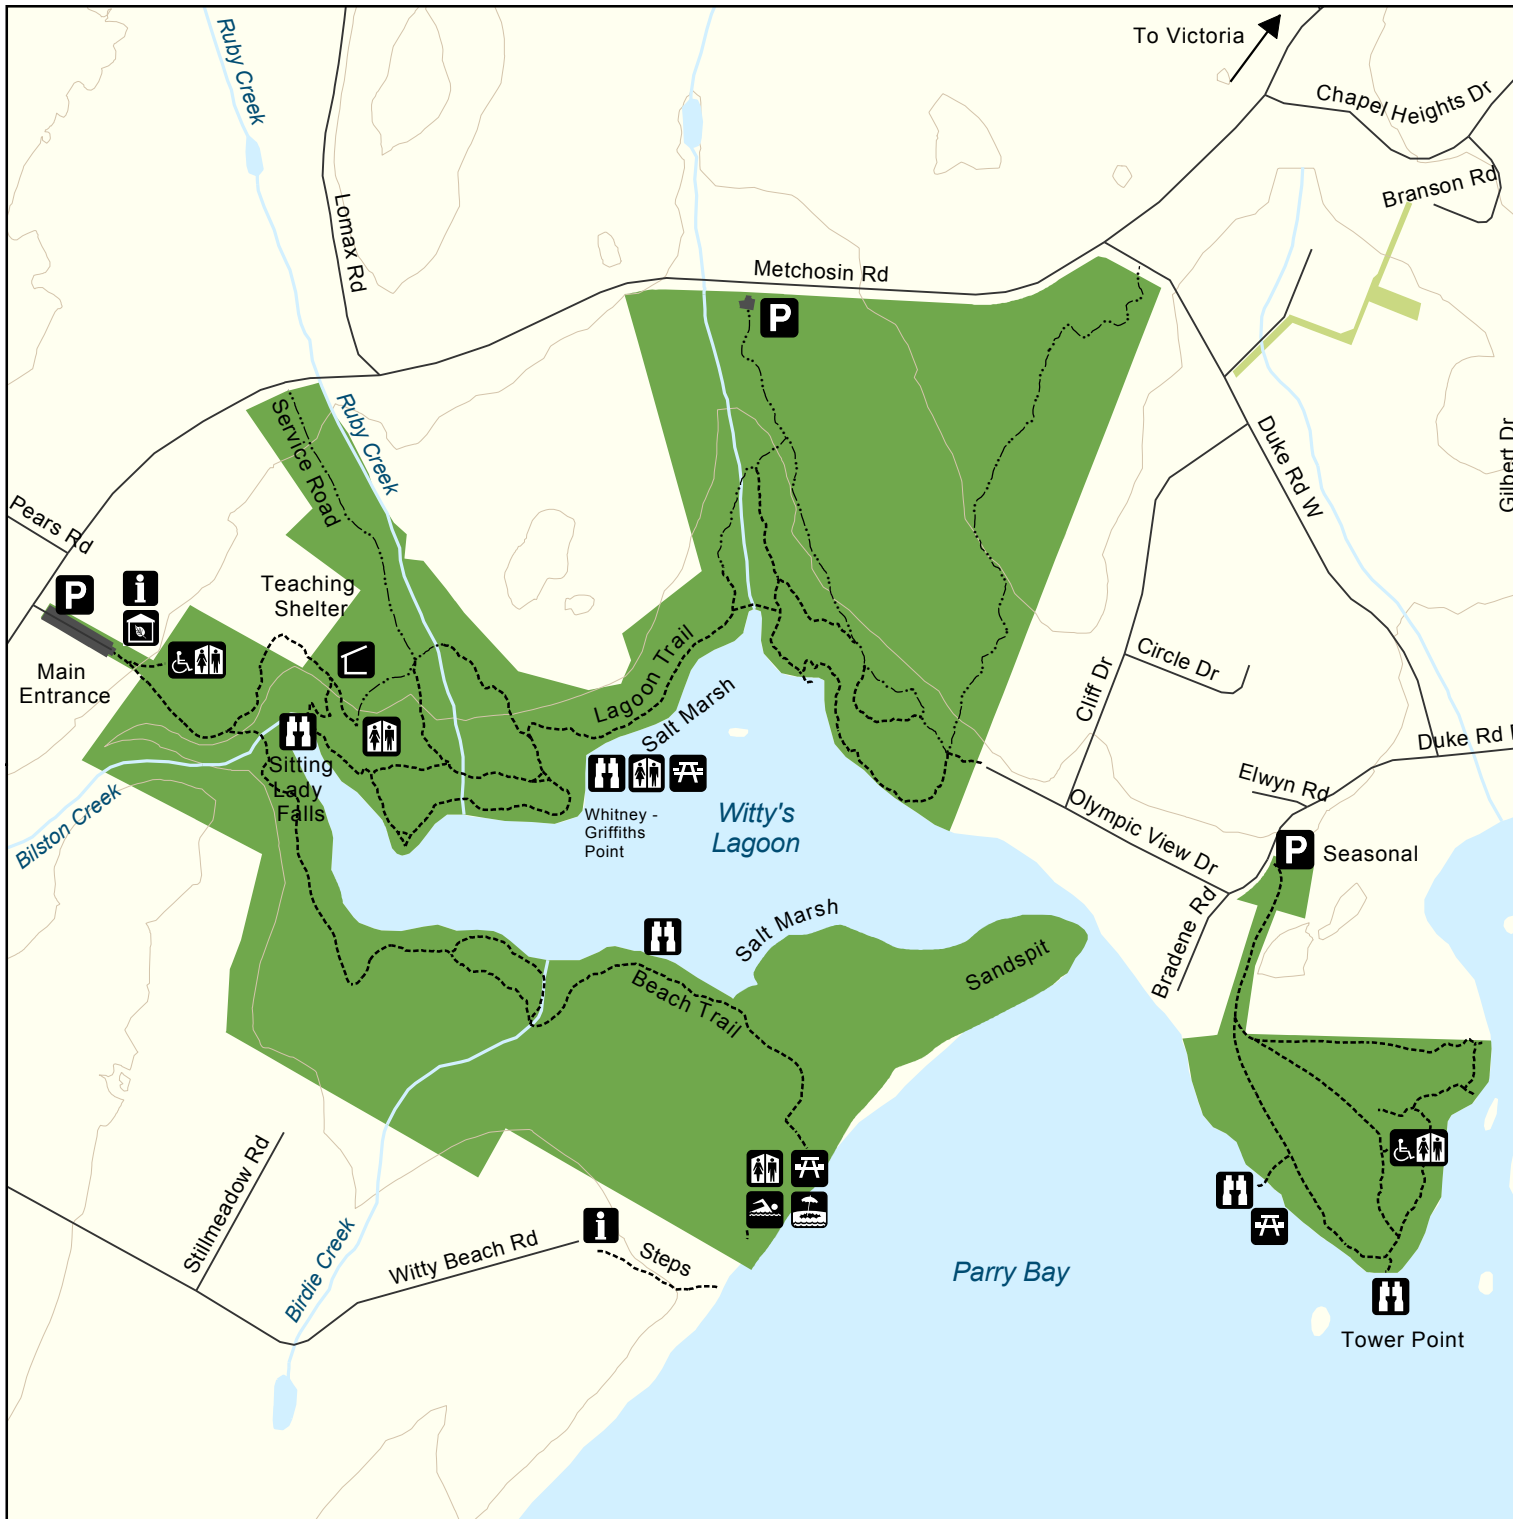 To Victoria
Chapel Heights Dr
Branson Rd
Ruby Creek
Lomax Rd
Metchosin Rd
P
Service Road
Ruby Creek
Duke Rd W
Gilbert Dr
Pears Rd
P
i
Teaching
Shelter
Main
Entrance
Lagoon Trail
Salt Marsh
Circle Dr
Cliff Dr
Duke Rd
Elwyn Rd
Olympic View Dr
Sitting
Lady
Falls
Bilston Creek
Whitney -
Griffiths
Point
Witty's
Lagoon
P
Seasonal
Bradene Rd
Salt Marsh
Sandspit
Beach Trail
Stillmeadow Rd
Birdie Creek
Witty Beach Rd
i
Steps
Parry Bay
Tower Point